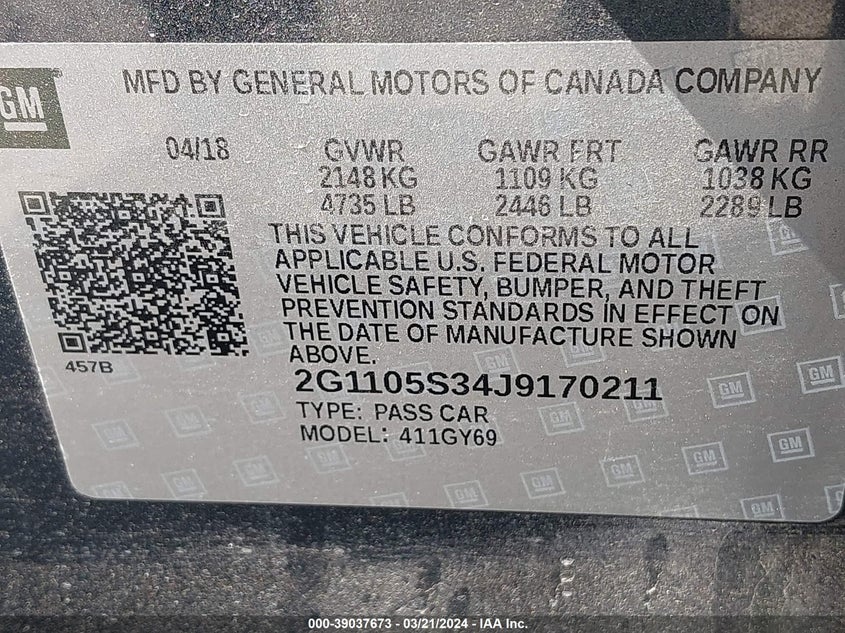 GM
MFD BY GENERAL MOTORS OF CANADA COMPANY
04/18 GVWR GAWR FRT GAWR RR
2148 KG 1109 KG 1038 KG
4735 LB 2446 LB 2289 LB
THIS VEHICLE CONFORMS TO ALL
APPLICABLE U.S. FEDERAL MOTOR
VEHICLE SAFETY, BUMPER, AND THEFT
PREVENTION STANDARDS IN EFFECT ON
THE DATE OF MANUFACTURE SHOWN
ABOVE.
457B
2G1105S34J9170211
TYPE: PASS CAR
MODEL: 411GY69
000-39037673 - 03/21/2024 - IAA, Inc.